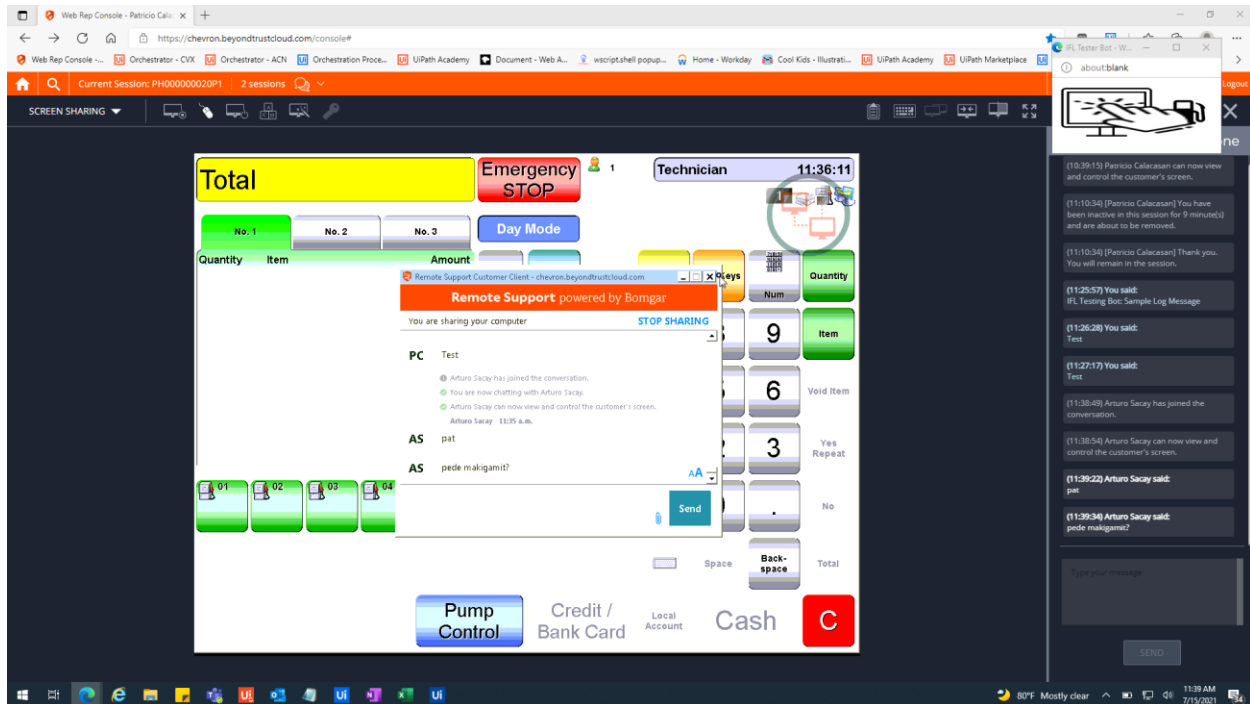 Web Rep Console - Patricio Cala
https://chevron.beyondtrustcloud.com/console#
IFL Tester Bot - W...
about:blank
Web Rep Console -...
Orchestrator - CVX
Orchestrator - ACN
Orchestration Proce...
UiPath Academy
Document - Web A...
wscript.shell popup...
Home - Workday
Cool Kids - Illustrati...
UiPath Academy
UiPath Marketplace
Current Session: PH000000020P1
2 sessions
Logout
SCREEN SHARING
Total
Emergency
STOP
1
Technician
11:36:11
No. 1
No. 2
No. 3
Day Mode
Quantity
Item
Amount
Keys
Num
Quantity
Remote Support Customer Client - chevron.beyondtrustcloud.com
Remote Support powered by Bomgar
You are sharing your computer
STOP SHARING
9
Item
PC
Test
Arturo Sacay has joined the conversation.
You are now chatting with Arturo Sacay.
Arturo Sacay can now view and control the customer's screen.
Arturo Sacay 11:35 a.m.
AS
pat
AS
pede makigamit?
AA
Send
6
Void Item
3
Yes
Repeat
01
02
03
04
.
No
Space
Back-
space
Total
Pump
Control
Credit /
Bank Card
Local
Account
Cash
C
(10:39:15) Patricio Calacasan can now view
and control the customer's screen.
(11:10:34) [Patricio Calacasan] You have
been inactive in this session for 9 minute(s)
and are about to be removed.
(11:10:34) [Patricio Calacasan] Thank you.
You will remain in the session.
(11:25:57) You said:
IFL Testing Bot: Sample Log Message
(11:26:28) You said:
Test
(11:27:17) You said:
Test
(11:38:49) Arturo Sacay has joined the
conversation.
(11:38:54) Arturo Sacay can now view and
control the customer's screen.
(11:39:22) Arturo Sacay said:
pat
(11:39:34) Arturo Sacay said:
pede makigamit?
Type your message
SEND
80°F Mostly clear
11:39 AM
7/15/2021